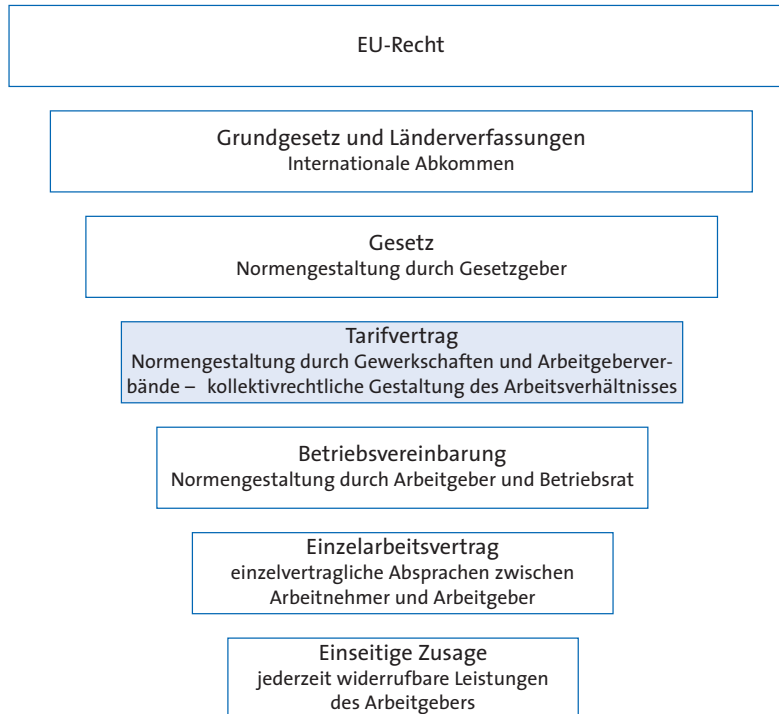 EU-Recht
Grundgesetz und Länderverfassungen
Internationale Abkommen
Gesetz
Normengestaltung durch Gesetzgeber
Tarifvertrag
Normengestaltung durch Gewerkschaften und Arbeitgeberver-
bände – kollektivrechtliche Gestaltung des Arbeitsverhältnisses
Betriebsvereinbarung
Normengestaltung durch Arbeitgeber und Betriebsrat
Einzelarbeitsvertrag
einzelvertragliche Absprachen zwischen
Arbeitnehmer und Arbeitgeber
Einseitige Zusage
jederzeit widerrufbare Leistungen
des Arbeitgebers